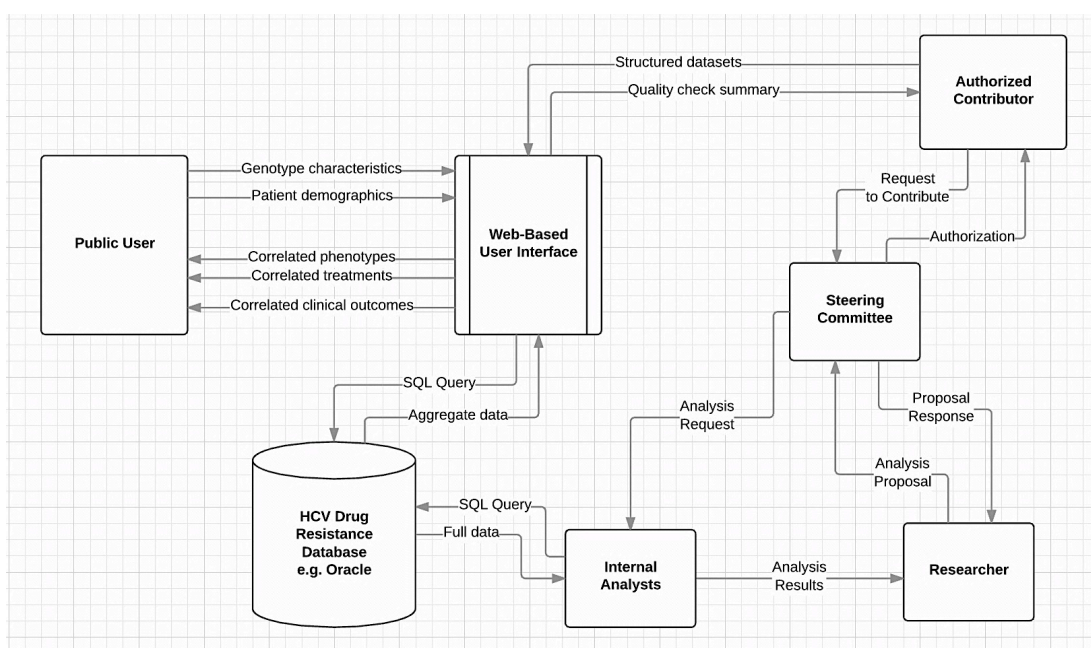 Structured datasets
Quality check summary
Authorized
Contributor
Genotype characteristics
Patient demographics
Public User
Web-Based
User Interface
Correlated phenotypes
Correlated treatments
Correlated clinical outcomes
Request
to Contribute
Authorization
Steering
Committee
SQL Query
Aggregate data
Analysis
Request
Proposal
Response
Analysis
Proposal
HCV Drug
Resistance
Database
e.g. Oracle
SQL Query
Full data
Internal
Analysts
Analysis
Results
Researcher